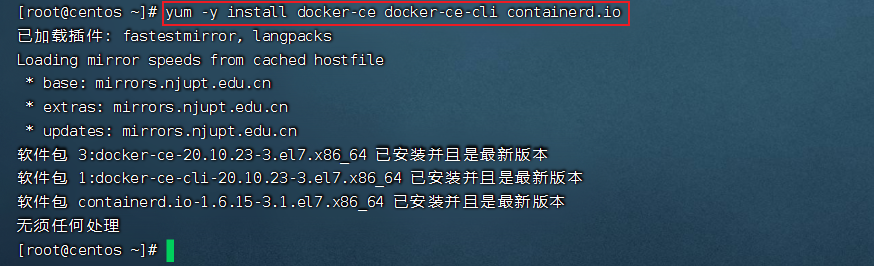 [root@centos ~]# yum -y install docker-ce docker-ce-cli containerd.io
已加载插件: fastestmirror, langpacks
Loading mirror speeds from cached hostfile
 * base: mirrors.njupt.edu.cn
 * extras: mirrors.njupt.edu.cn
 * updates: mirrors.njupt.edu.cn
软件包 3:docker-ce-20.10.23-3.el7.x86_64 已安装并且是最新版本
软件包 1:docker-ce-cli-20.10.23-3.el7.x86_64 已安装并且是最新版本
软件包 containerd.io-1.6.15-3.1.el7.x86_64 已安装并且是最新版本
无须任何处理
[root@centos ~]#